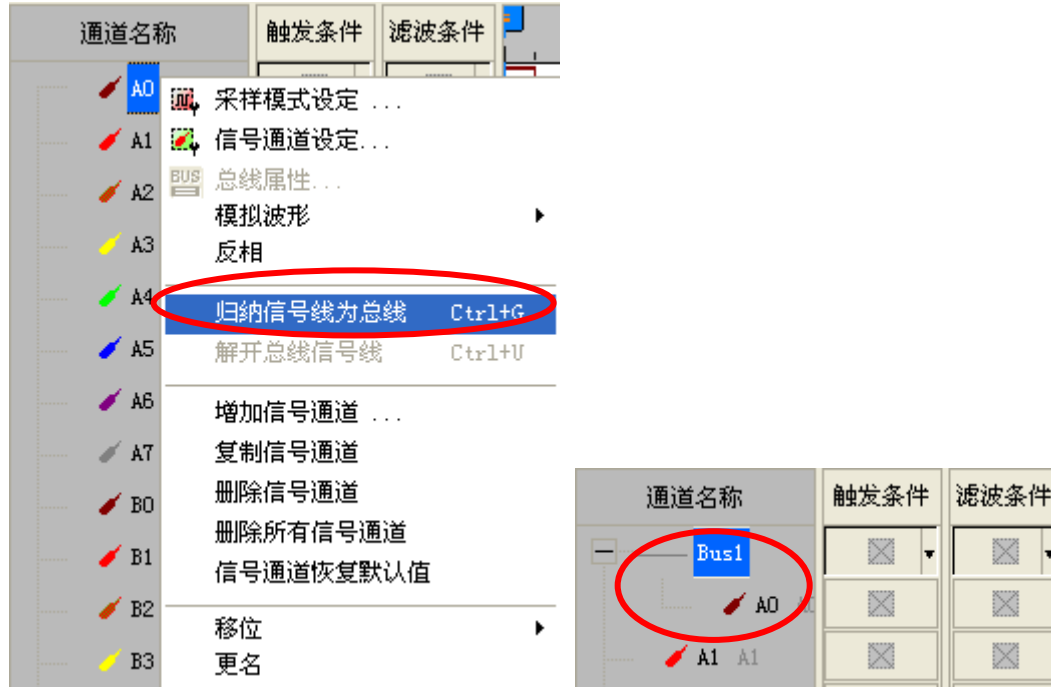 通道名称 触发条件 滤波条件
A0
A1
A2
A3
A4
A5
A6
A7
B0
B1
B2
B3
采样模式设定 ...
信号通道设定...
BUS 总线属性...
模拟波形
反相
归纳信号线为总线 Ctrl+G
解开总线信号线 Ctrl+U
增加信号通道 ...
复制信号通道
删除信号通道
删除所有信号通道
信号通道恢复默认值
移位
更名
通道名称 触发条件 滤波条件
Bus1
A0
A1 A1